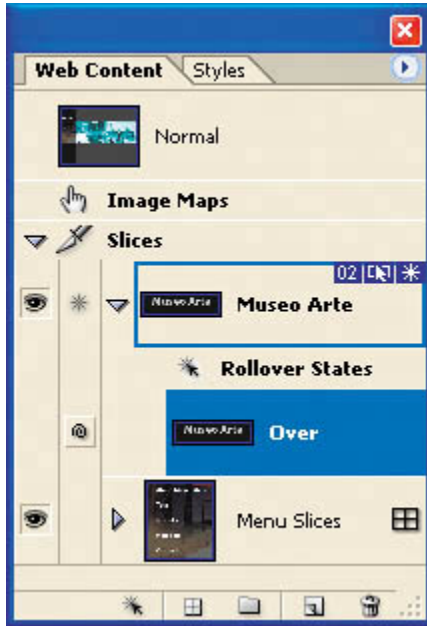 Web Content Styles
Normal
Image Maps
Slices
02
Museo Arte Museo Arte
Rollover States
Museo Arte Over
Menu Slices